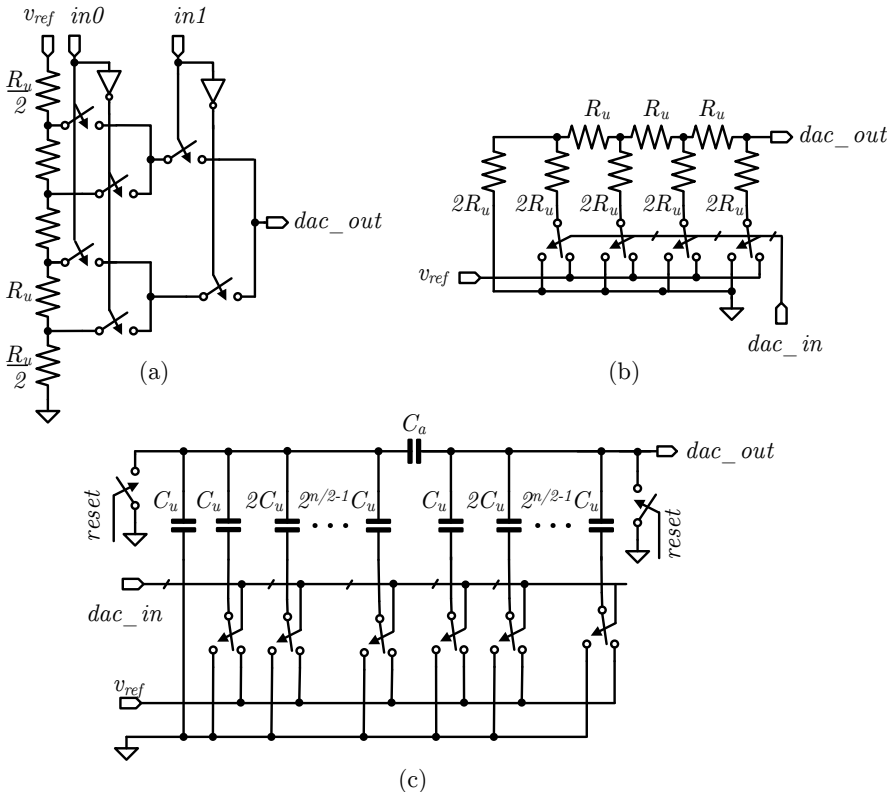 v_ref in0 in1
R_u/2
R_u
R_u/2
dac_out
(a)
R_u R_u R_u
dac_out
2R_u 2R_u 2R_u 2R_u 2R_u
v_ref
dac_in
(b)
C_a
dac_out
reset
C_u C_u 2C_u 2^{n/2-1}C_u C_u 2C_u 2^{n/2-1}C_u
reset
dac_in
v_ref
(c)